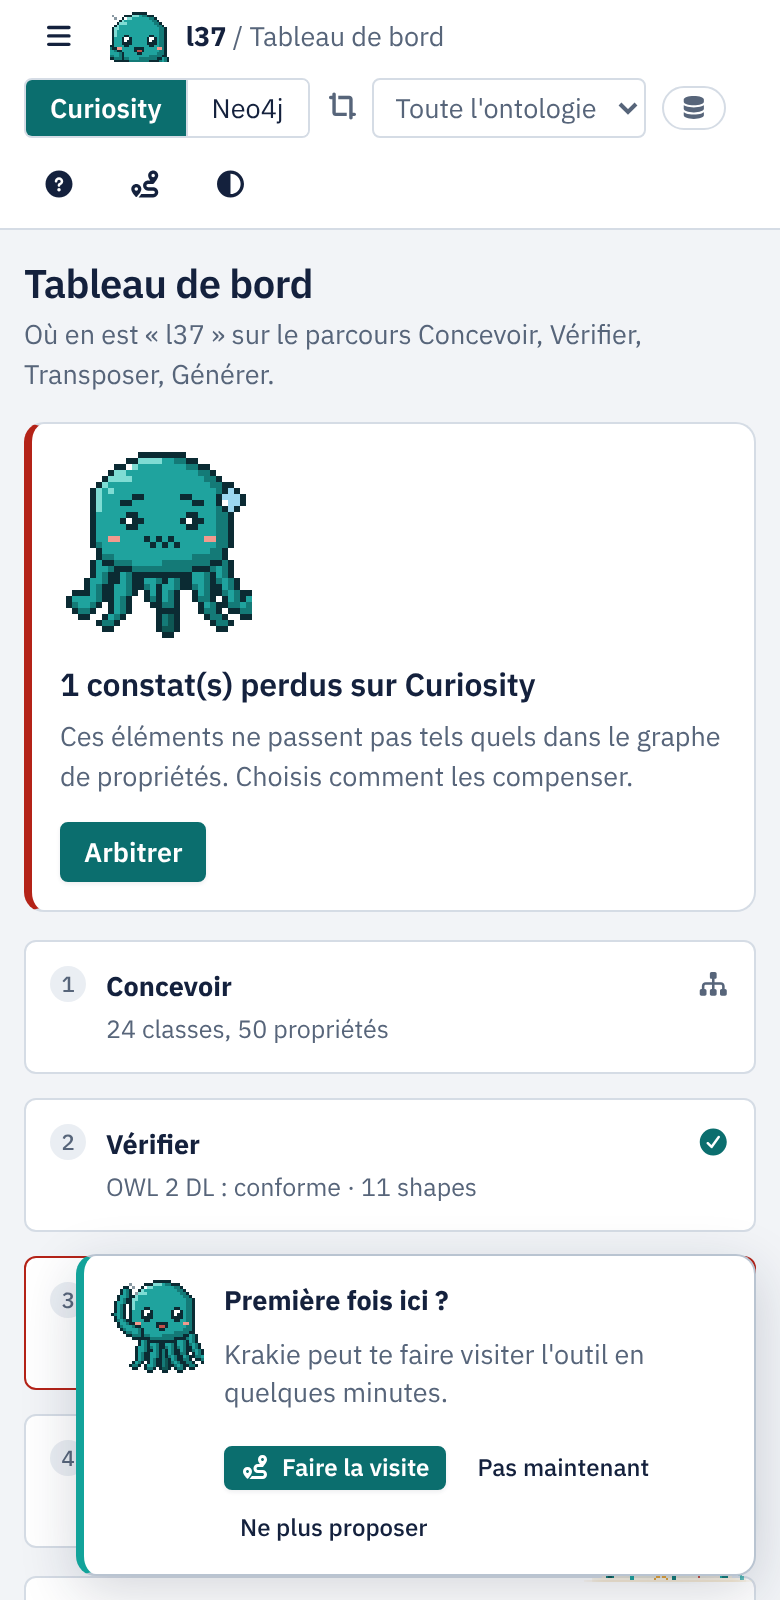 l37 / Tableau de bord
Curiosity
Neo4j
Toute l'ontologie
Tableau de bord
Où en est « l37 » sur le parcours Concevoir, Vérifier,
Transposer, Générer.
1 constat(s) perdus sur Curiosity
Ces éléments ne passent pas tels quels dans le graphe
de propriétés. Choisis comment les compenser.
Arbitrer
1
Concevoir
24 classes, 50 propriétés
2
Vérifier
OWL 2 DL : conforme · 11 shapes
3
Première fois ici ?
Krakie peut te faire visiter l'outil en
quelques minutes.
4
Faire la visite
Pas maintenant
Ne plus proposer